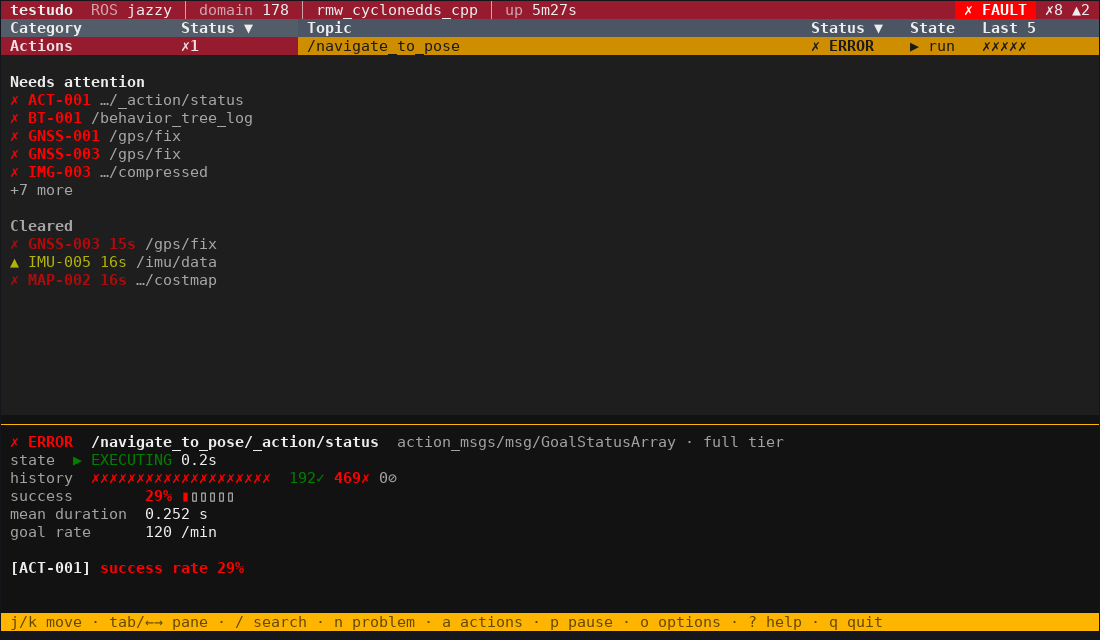 testudo ROS jazzy │ domain 178 │ rmw_cyclonedds_cpp │ up 5m27s ✗ FAULT ✗8 ▲2
Category Status ▼ Topic Status ▼ State Last 5
Actions ✗1 /navigate_to_pose ✗ ERROR ▶ run ✗✗✗✗✗
Needs attention
✗ ACT-001 …/_action/status
✗ BT-001 /behavior_tree_log
✗ GNSS-001 /gps/fix
✗ GNSS-003 /gps/fix
✗ IMG-003 …/compressed
+7 more
Cleared
✗ GNSS-003 15s /gps/fix
▲ IMU-005 16s /imu/data
✗ MAP-002 16s …/costmap
✗ ERROR /navigate_to_pose/_action/status action_msgs/msg/GoalStatusArray · full tier
state ▶ EXECUTING 0.2s
history ✗✗✗✗✗✗✗✗✗✗✗✗✗✗✗✗✗✗✗✗ 192✓ 469✗ 0⊘
success 29% ▮▯▯▯▯▯
mean duration 0.252 s
goal rate 120 /min
[ACT-001] success rate 29%
j/k move · tab/←→ pane · / search · n problem · a actions · p pause · o options · ? help · q quit